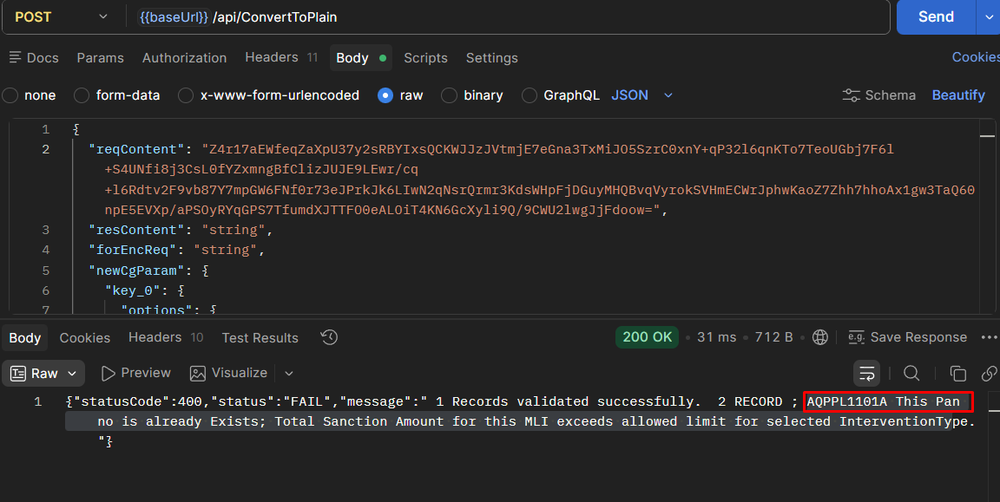 POST {{baseUrl}} /api/ConvertToPlain Send
Docs Params Authorization Headers 11 Body Scripts Settings Cookies
none form-data x-www-form-urlencoded raw binary GraphQL JSON Schema Beautify
1 {
2 "reqContent": "Z4r17aEWfeqZaXpU37y2sRBYIxsQCKWJJzJVtmjE7eGna3TxMiJO5SzrC0xnY+qP32l6qnKTo7TeoUGbj7F6l
+S4UNfi8j3CsL0fYZxmngBfClizJUJE9LEwr/cq
+l6Rdtv2F9vb87Y7mpGW6FNf0r73eJPrkJk6LIwN2qNsrQrmr3KdsWHpFjDGuyMHQBvqVyrokSVHmECWrJphwKaoZ7Zhh7hhoAx1gw3TaQ60
npE5EVXp/aPSOyRYqGPS7TfumdXJTTFO0eALOiT4KN6GcXyli9Q/9CWU2lwgJjFdoow=",
3 "resContent": "string",
4 "forEncReq": "string",
5 "newCgParam": {
6 "key_0": {
7 "options": {
Body Cookies Headers 10 Test Results 200 OK 31 ms 712 B e.g. Save Response
Raw Preview Visualize
1 {"statusCode":400,"status":"FAIL","message":" 1 Records validated successfully.  2 RECORD ; AQPPL1101A This Pan
no is already Exists; Total Sanction Amount for this MLI exceeds allowed limit for selected InterventionType.
"}